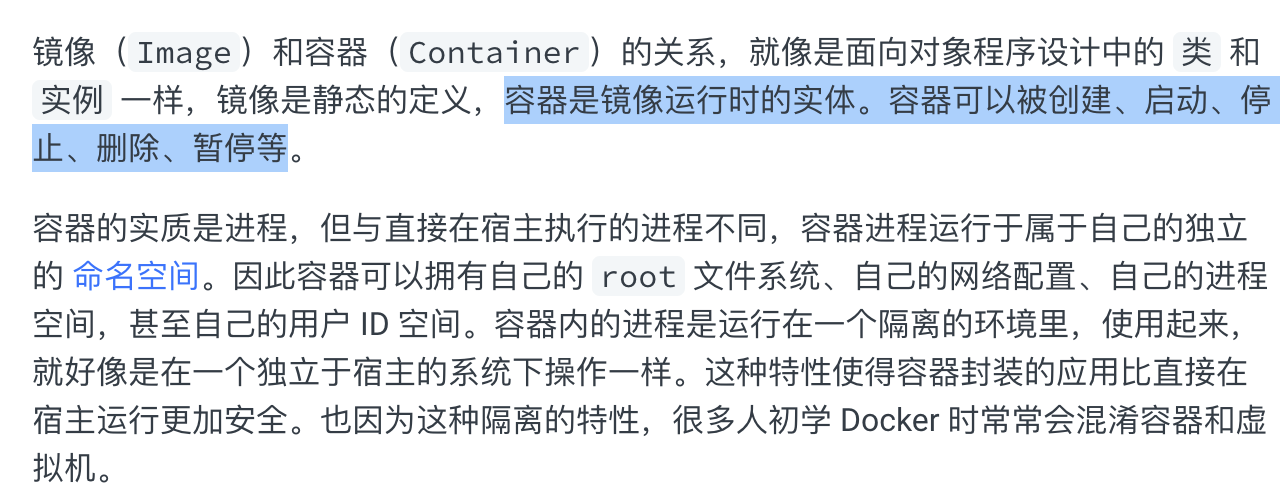 镜像（Image）和容器（Container）的关系，就像是面向对象程序设计中的 类 和
实例 一样，镜像是静态的定义，容器是镜像运行时的实体。容器可以被创建、启动、停
止、删除、暂停等。
容器的实质是进程，但与直接在宿主执行的进程不同，容器进程运行于属于自己的独立
的 命名空间。因此容器可以拥有自己的 root 文件系统、自己的网络配置、自己的进程
空间，甚至自己的用户 ID 空间。容器内的进程是运行在一个隔离的环境里，使用起来，
就好像是在一个独立于宿主的系统下操作一样。这种特性使得容器封装的应用比直接在
宿主运行更加安全。也因为这种隔离的特性，很多人初学 Docker 时常常会混淆容器和虚
拟机。